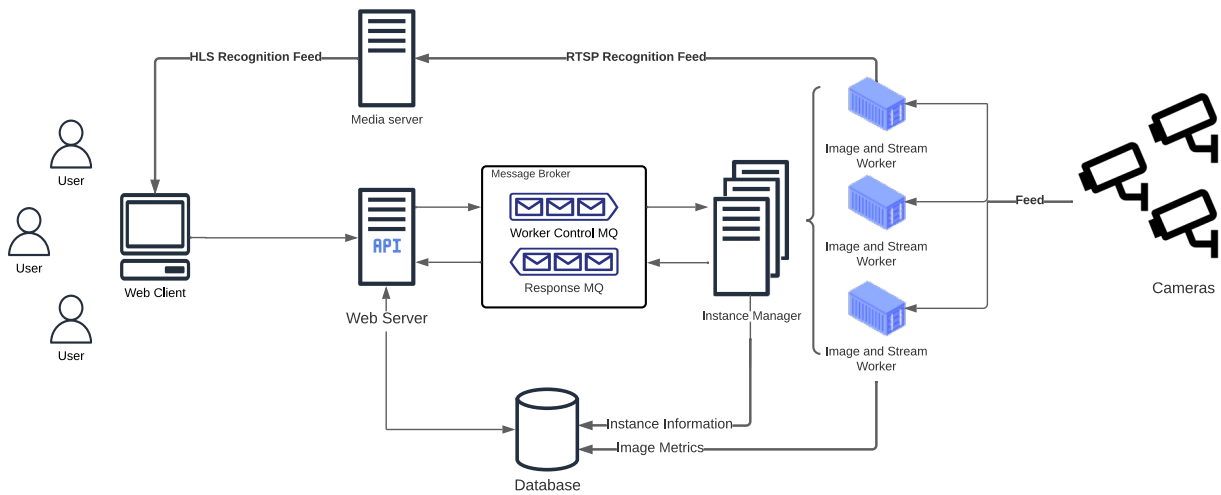 HLS Recognition Feed
RTSP Recognition Feed
Media server
User
User
User
Web Client
API
Web Server
Message Broker
Worker Control MQ
Response MQ
Instance Manager
Image and Stream
Worker
Image and Stream
Worker
Image and Stream
Worker
Feed
Cameras
Instance Information
Image Metrics
Database